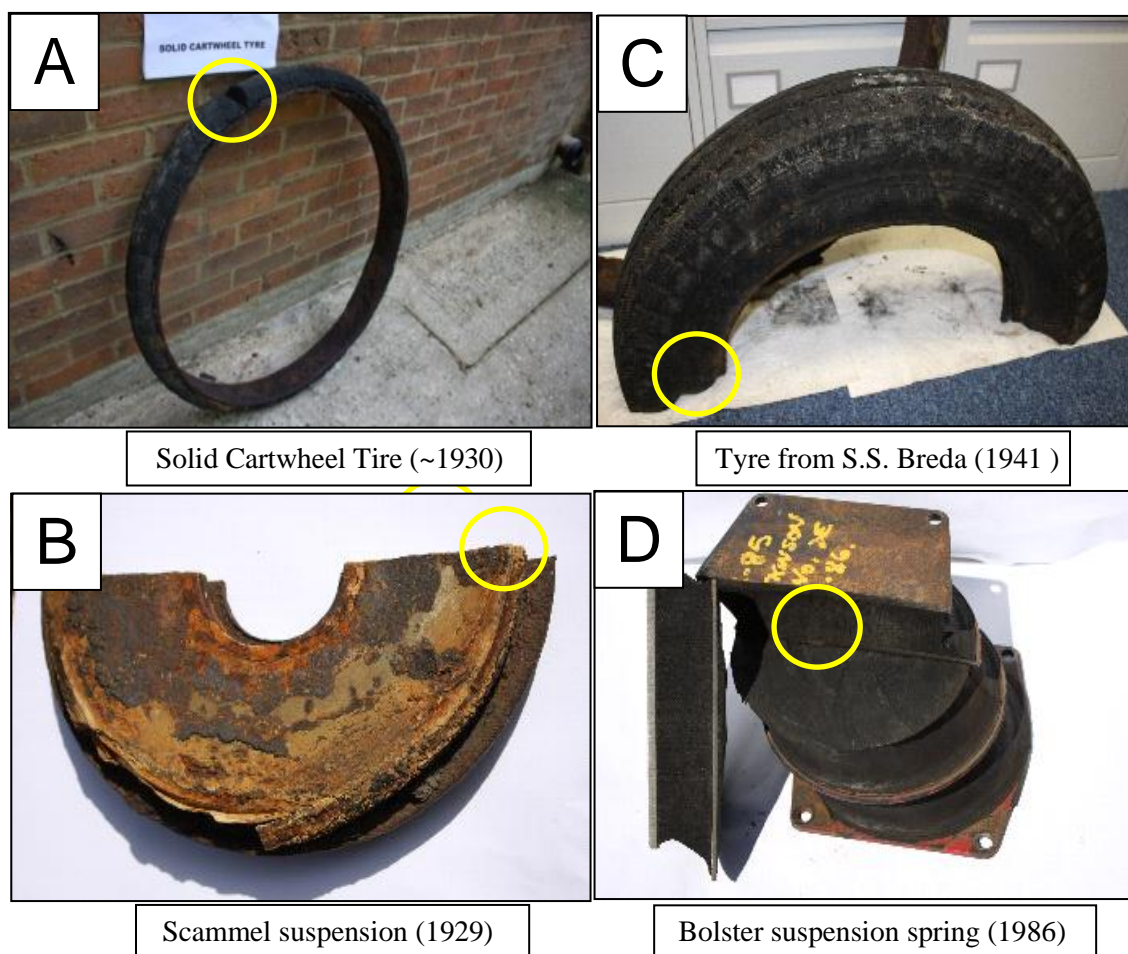 A
SOLID CARTWHEEL TYRE
C
Solid Cartwheel Tire (~1930)
Tyre from S.S. Breda (1941 )
B
D
Scammel suspension (1929)
Bolster suspension spring (1986)